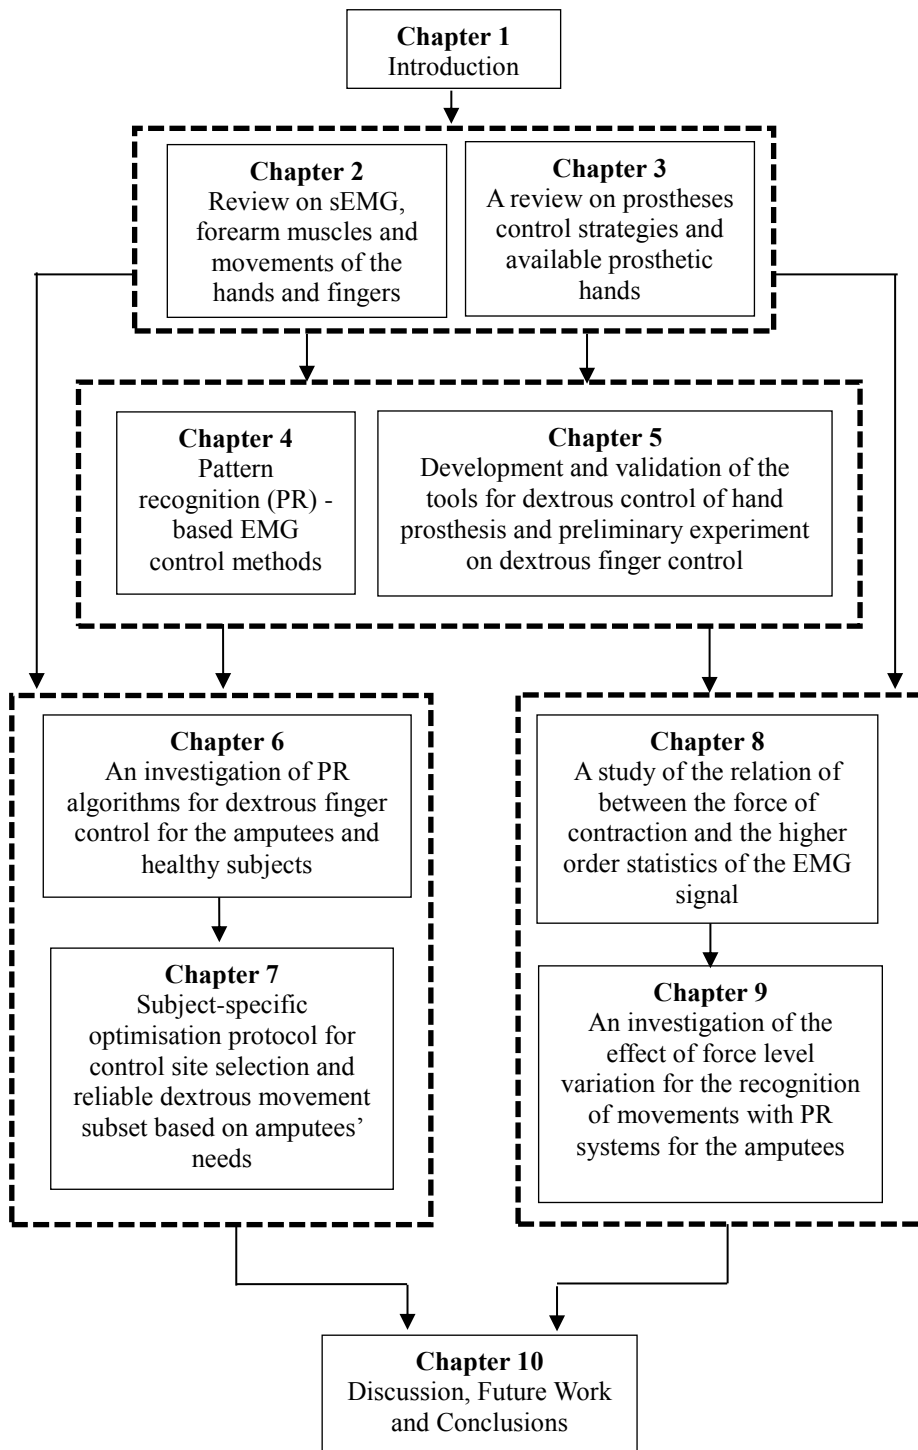 Chapter 1
Introduction
Chapter 2
Review on sEMG,
forearm muscles and
movements of the
hands and fingers
Chapter 3
A review on prostheses
control strategies and
available prosthetic
hands
Chapter 4
Pattern
recognition (PR) -
based EMG
control methods
Chapter 5
Development and validation of the
tools for dextrous control of hand
prosthesis and preliminary experiment
on dextrous finger control
Chapter 6
An investigation of PR
algorithms for dextrous finger
control for the amputees and
healthy subjects
Chapter 7
Subject-specific
optimisation protocol for
control site selection and
reliable dextrous movement
subset based on amputees’
needs
Chapter 8
A study of the relation of
between the force of
contraction and the higher
order statistics of the EMG
signal
Chapter 9
An investigation of the
effect of force level
variation for the recognition
of movements with PR
systems for the amputees
Chapter 10
Discussion, Future Work
and Conclusions